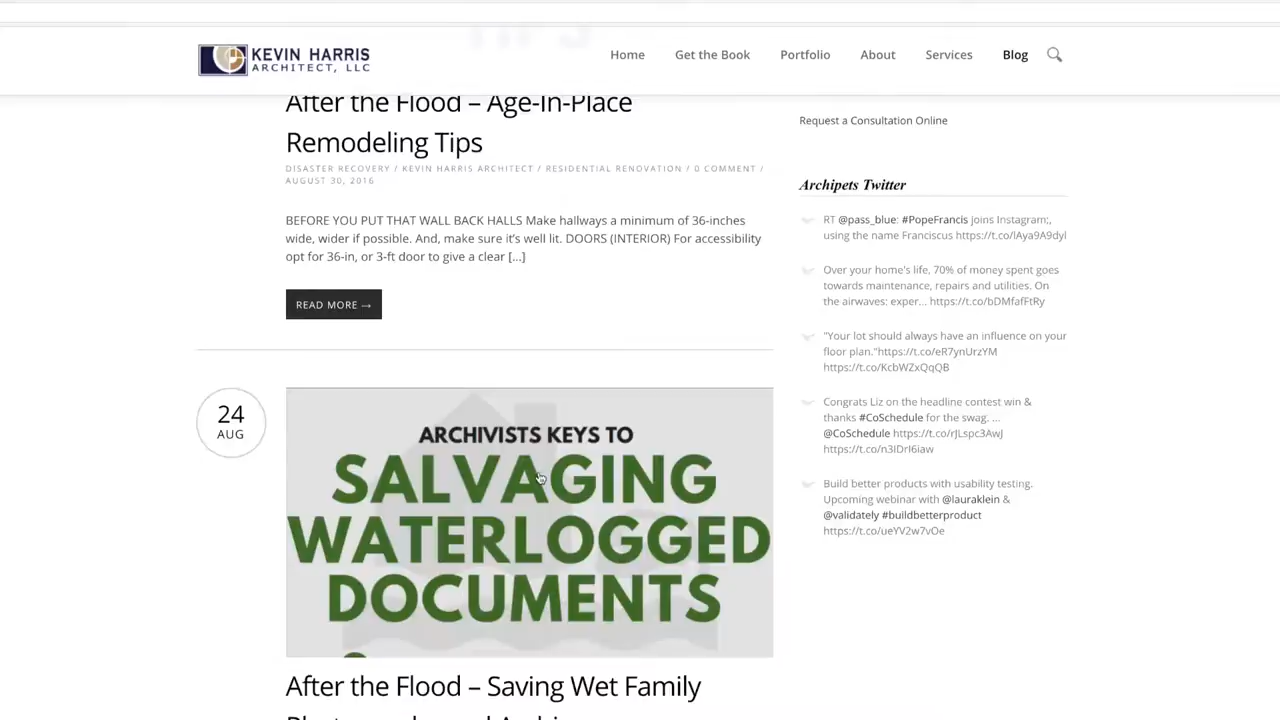 KEVIN HARRIS
ARCHITECT, LLC
Home Get the Book Portfolio About Services Blog
After the Flood – Age-In-Place
Remodeling Tips
DISASTER RECOVERY / KEVIN HARRIS ARCHITECT / RESIDENTIAL RENOVATION / 0 COMMENT /
AUGUST 30, 2016
BEFORE YOU PUT THAT WALL BACK HALLS Make hallways a minimum of 36-inches
wide, wider if possible. And, make sure it's well lit. DOORS (INTERIOR) For accessibility
opt for 36-in, or 3-ft door to give a clear [...]
READ MORE →
24
AUG
ARCHIVISTS KEYS TO
SALVAGING
WATERLOGGED
DOCUMENTS
After the Flood – Saving Wet Family
Request a Consultation Online
Archipets Twitter
RT @pass_blue: #PopeFrancis joins Instagram;,
using the name Franciscus https://t.co/lAya9A9dyl
Over your home's life, 70% of money spent goes
towards maintenance, repairs and utilities. On
the airwaves: exper... https://t.co/bDMfafFtRy
"Your lot should always have an influence on your
floor plan."https://t.co/eR7ynUrzYM
https://t.co/KcbWZxQqQB
Congrats Liz on the headline contest win &
thanks #CoSchedule for the swag. ...
@CoSchedule https://t.co/rJLspc3AwJ
https://t.co/n3IDrI6iaw
Build better products with usability testing.
Upcoming webinar with @lauraklein &
@validately #buildbetterproduct
https://t.co/ueYV2w7vOe